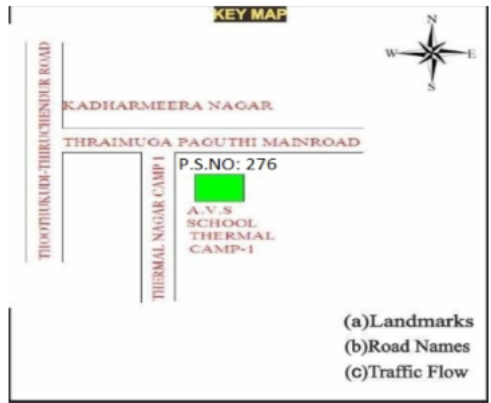 KEY MAP
N
W
E
S
THOOTHUKUDI-THIRUCHENDUR ROAD
KADHARMEERA NAGAR
THRAIMUGA PAGUTHI MAINROAD
THERMAL NAGAR CAMP 1
P.S.NO: 276
A.V.S
SCHOOL
THERMAL
CAMP-1
(a)Landmarks
(b)Road Names
(c)Traffic Flow